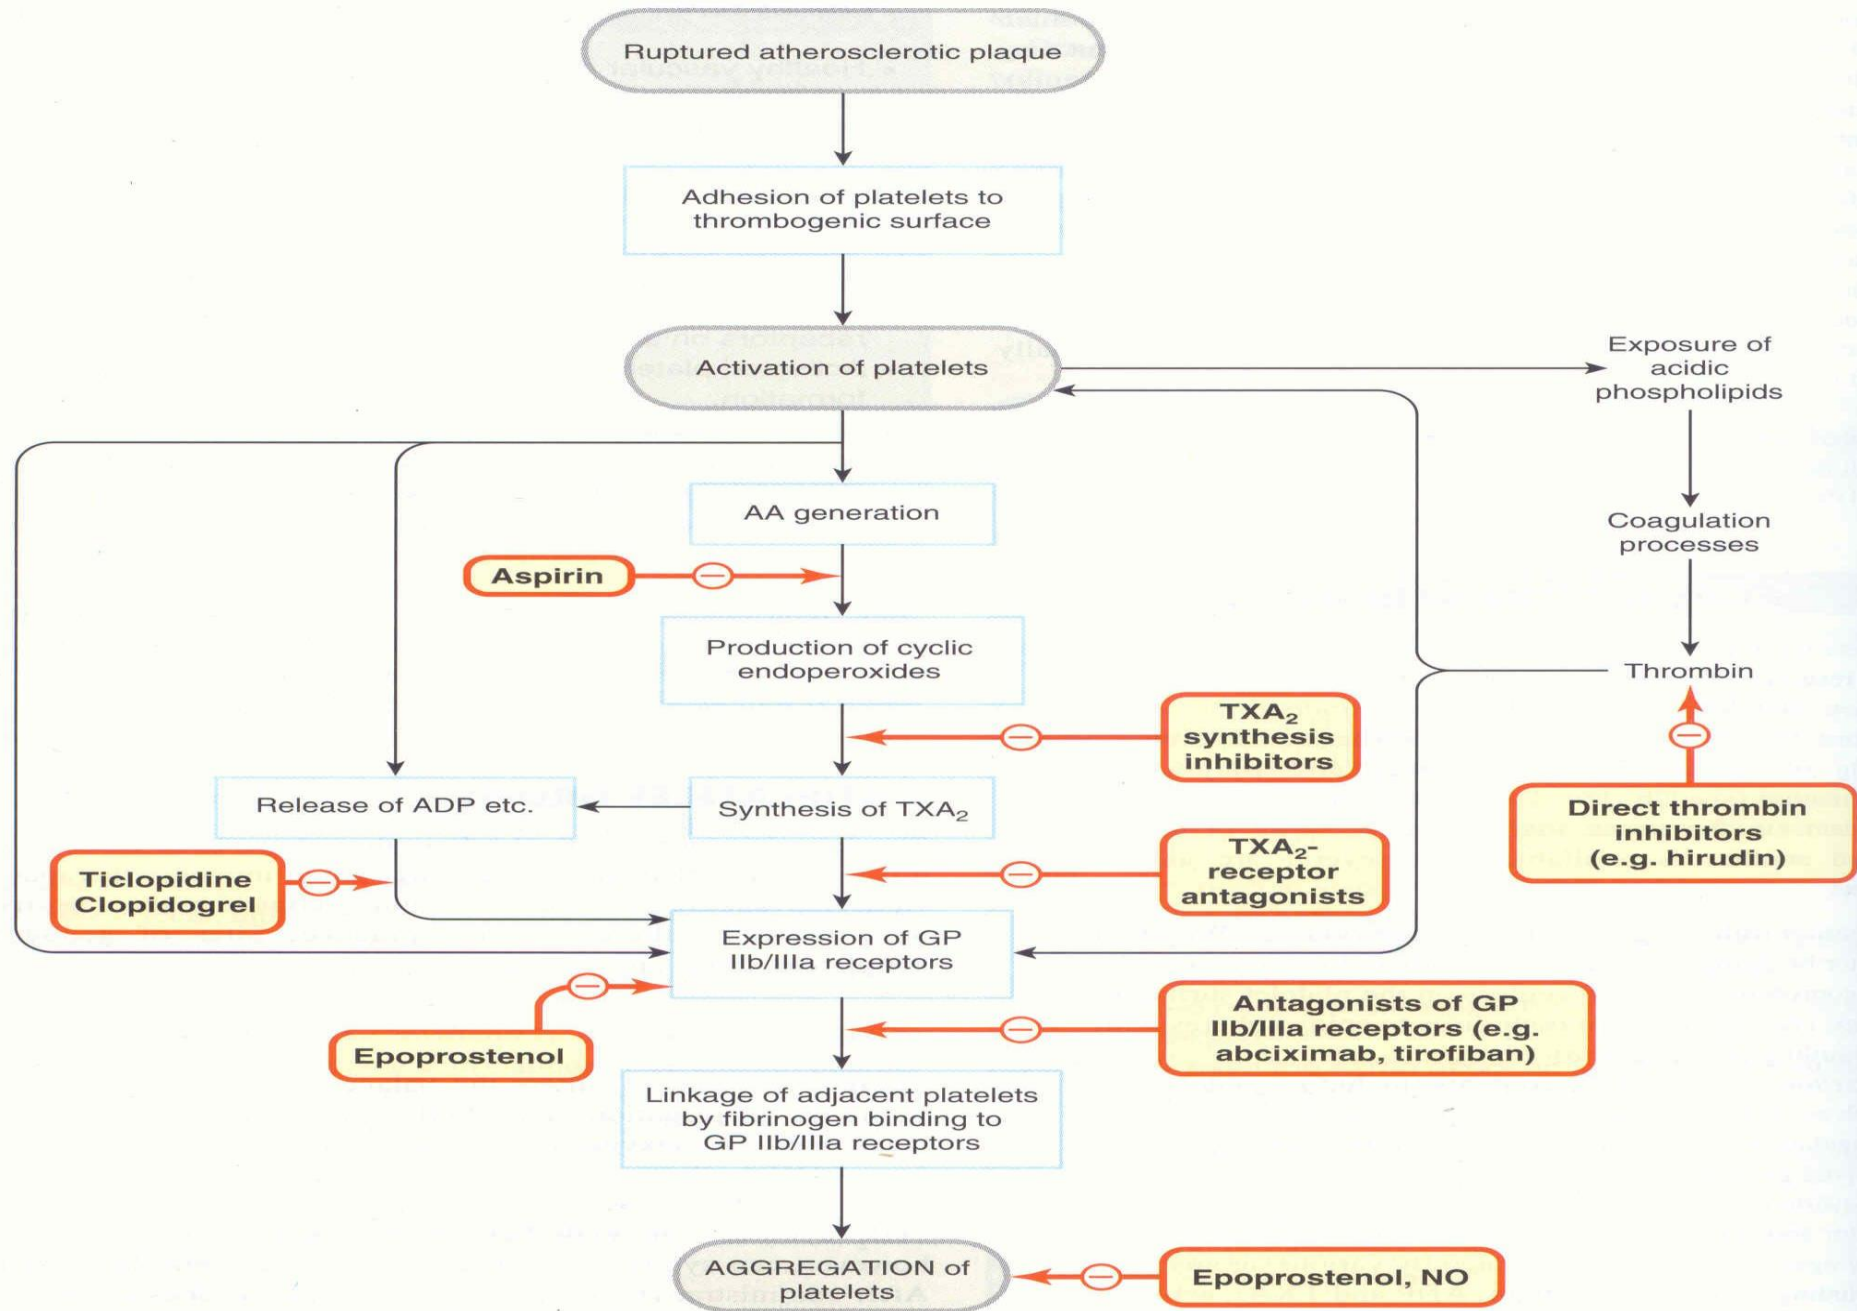 Ruptured atherosclerotic plaque
Adhesion of platelets to
thrombogenic surface
Activation of platelets
Exposure of
acidic
phospholipids
AA generation
Coagulation
processes
Aspirin
Production of cyclic
endoperoxides
Thrombin
TXA₂
synthesis
inhibitors
Release of ADP etc.
Synthesis of TXA₂
Direct thrombin
inhibitors
(e.g. hirudin)
TXA₂-
receptor
antagonists
Ticlopidine
Clopidogrel
Expression of GP
IIb/IIIa receptors
Epoprostenol
Antagonists of GP
IIb/IIIa receptors (e.g.
abciximab, tirofiban)
Linkage of adjacent platelets
by fibrinogen binding to
GP IIb/IIIa receptors
AGGREGATION of
platelets
Epoprostenol, NO